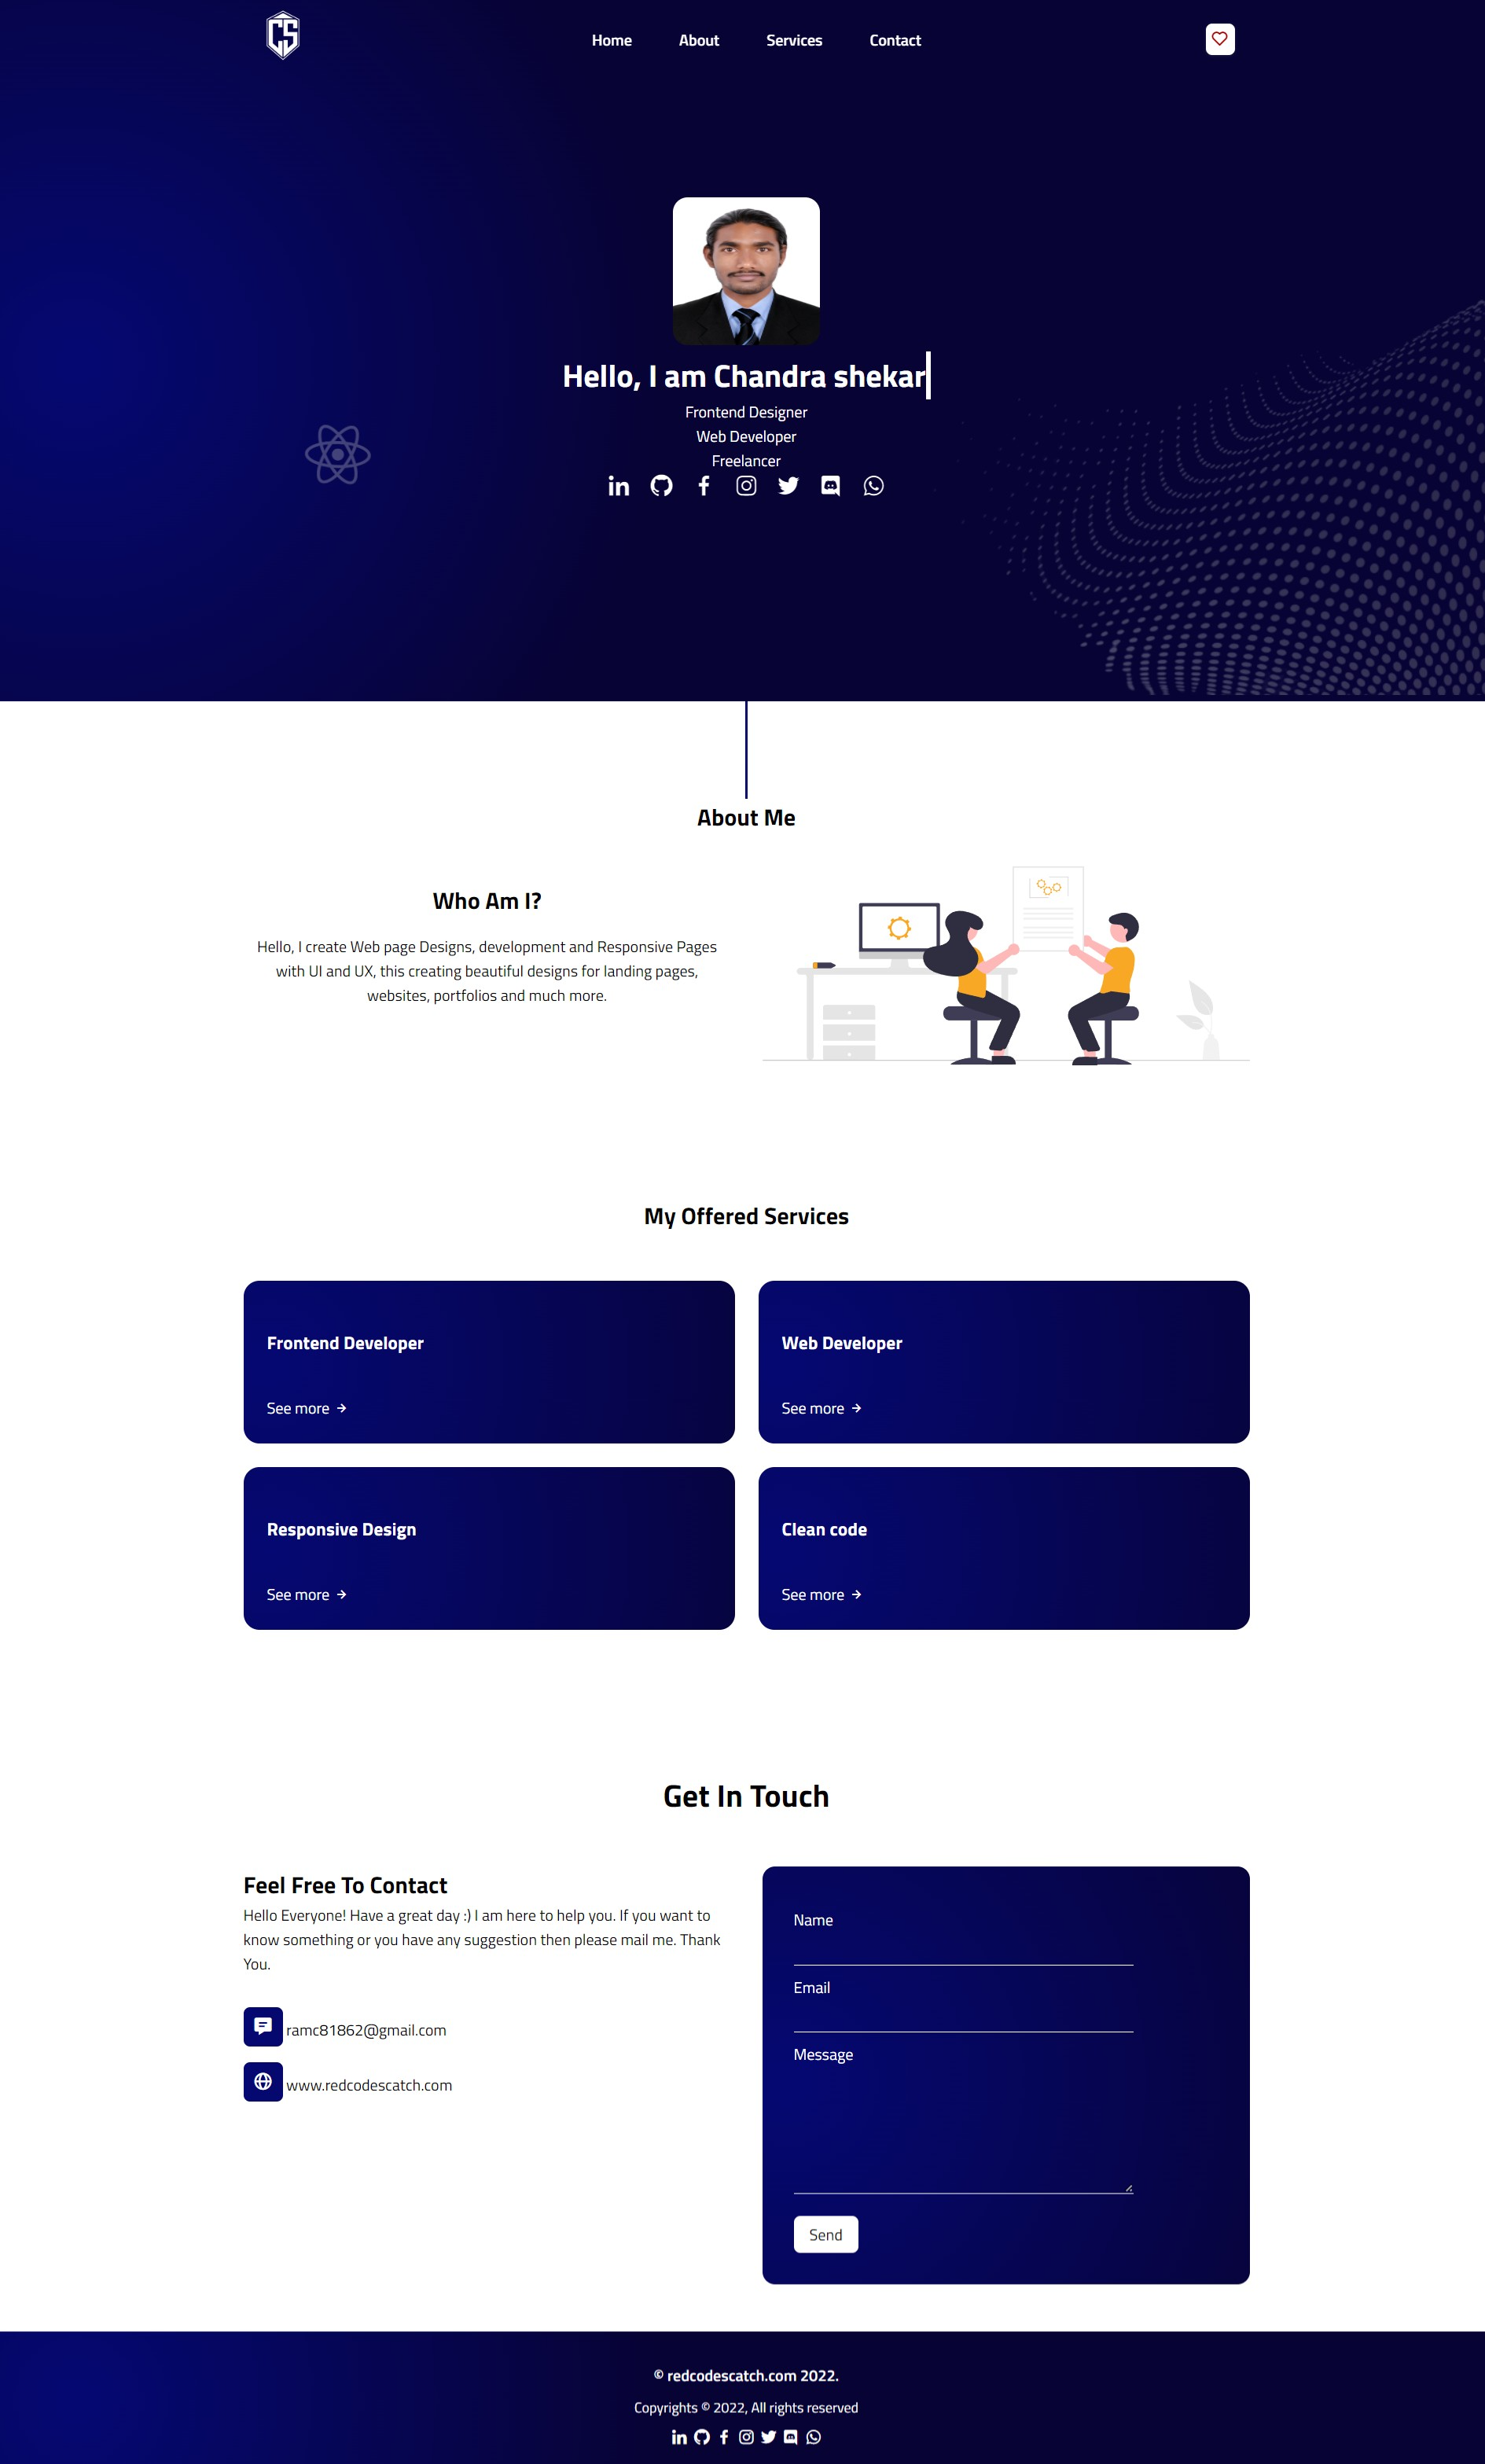 CS
Home About Services Contact
Hello, I am Chandra shekar
Frontend Designer
Web Developer
Freelancer
About Me
Who Am I?
Hello, I create Web page Designs, development and Responsive Pages
with UI and UX, this creating beautiful designs for landing pages,
websites, portfolios and much more.
My Offered Services
Frontend Developer
See more →
Web Developer
See more →
Responsive Design
See more →
Clean code
See more →
Get In Touch
Feel Free To Contact
Hello Everyone! Have a great day :) I am here to help you. If you want to
know something or you have any suggestion then please mail me. Thank
You.
ramc81862@gmail.com
www.redcodescatch.com
Name
Email
Message
Send
© redcodescatch.com 2022.
Copyrights © 2022, All rights reserved